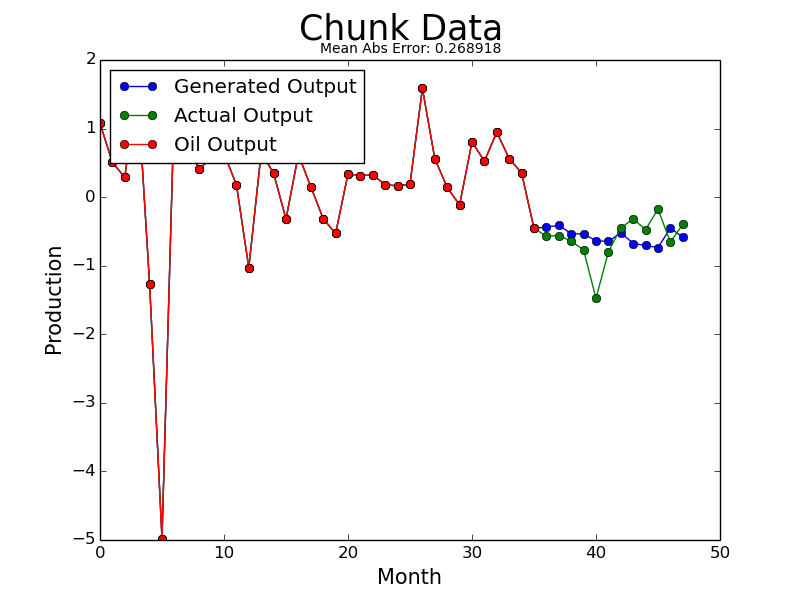 Chunk Data
Mean Abs Error: 0.268918
Generated Output
Actual Output
Oil Output
2
1
0
−1
−2
−3
−4
−5
Production
0 10 20 30 40 50
Month